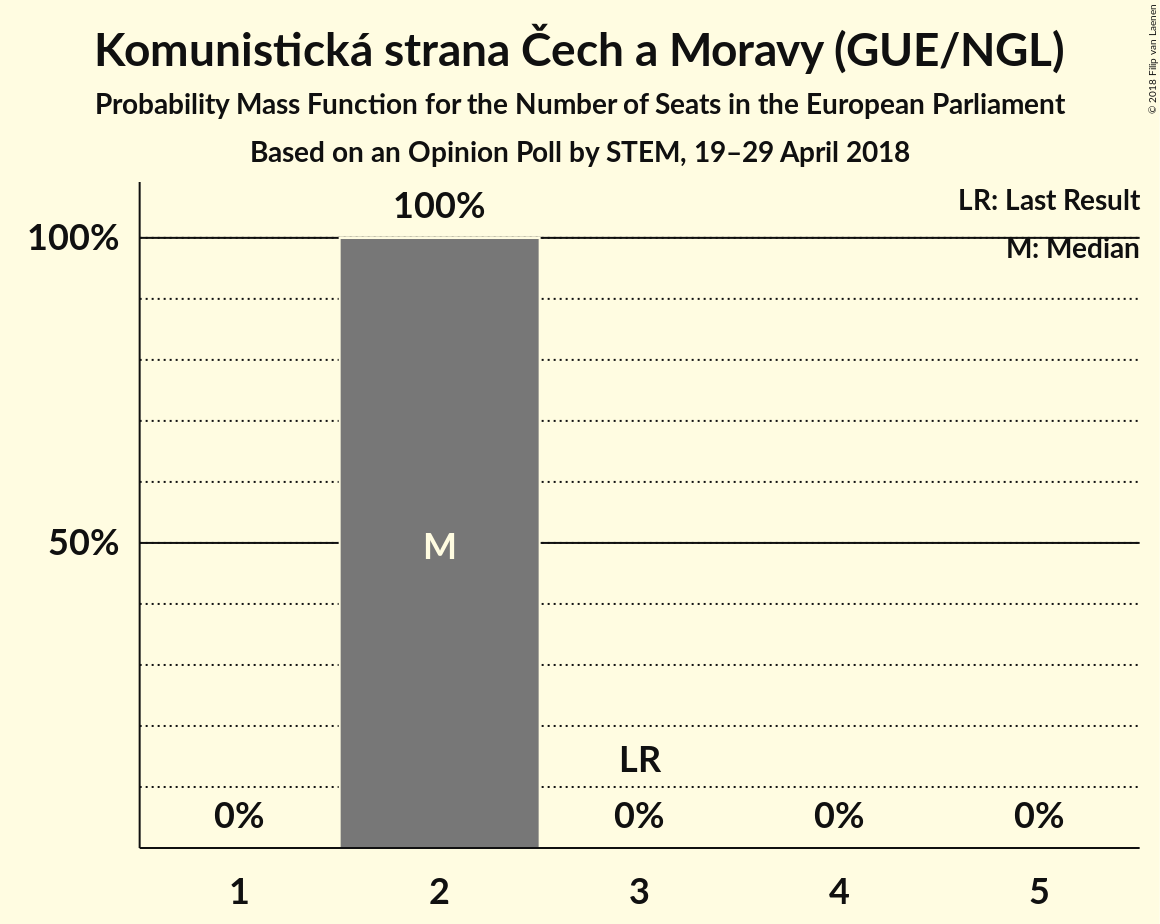 Komunistická strana Čech a Moravy (GUE/NGL)
Probability Mass Function for the Number of Seats in the European Parliament
Based on an Opinion Poll by STEM, 19–29 April 2018
© 2018 Filip van Laenen
LR: Last Result
M: Median
100%
50%
100%
M
LR
0%
0%
0%
0%
1
2
3
4
5